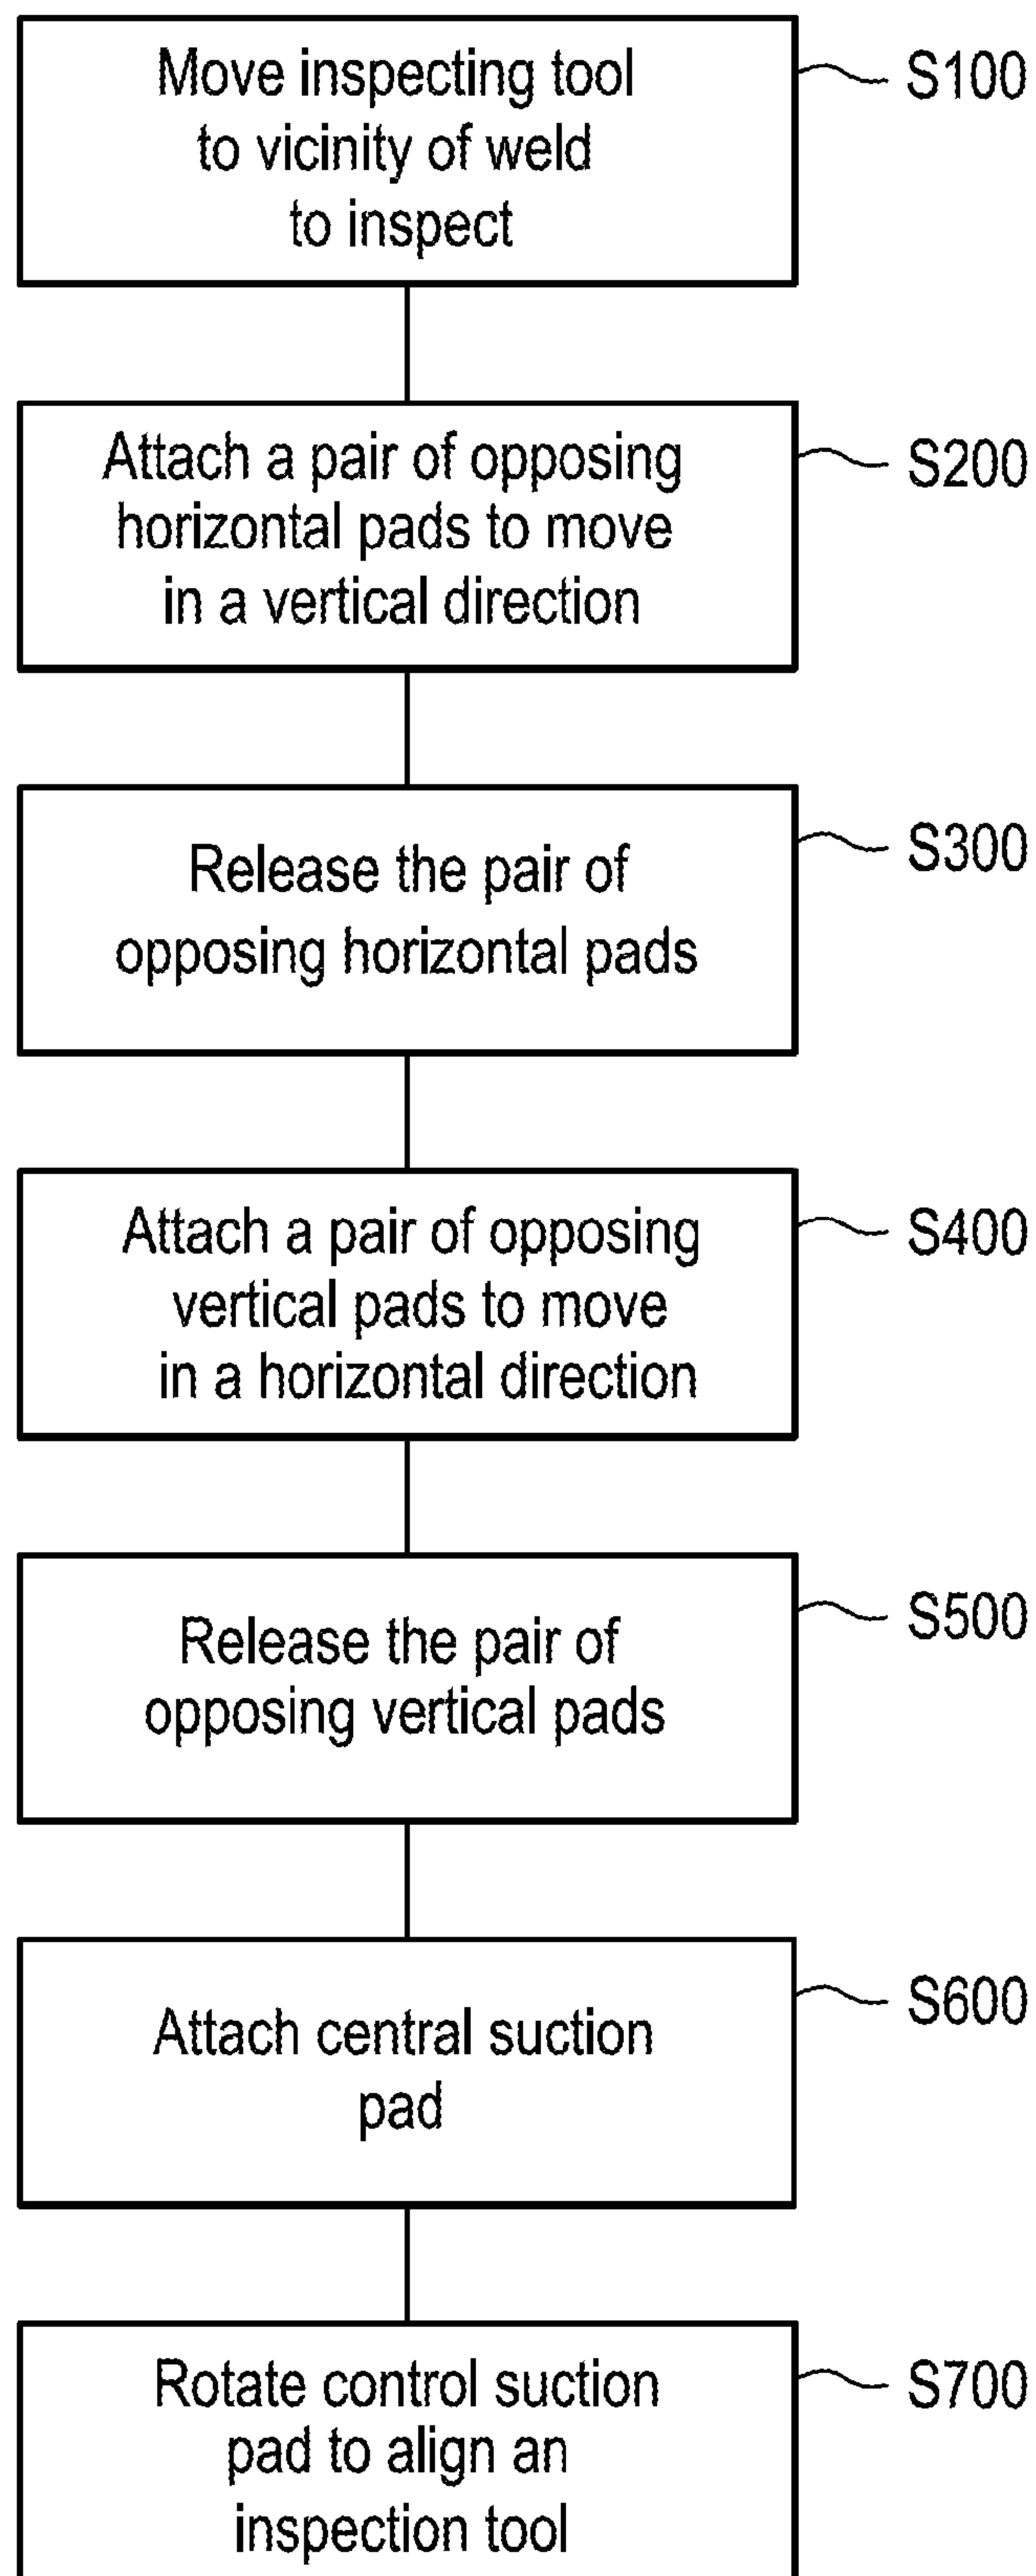 Move inspecting tool
to vicinity of weld
to inspect
S100
Attach a pair of opposing
horizontal pads to move
in a vertical direction
S200
Release the pair of
opposing horizontal pads
S300
Attach a pair of opposing
vertical pads to move
in a horizontal direction
S400
Release the pair of
opposing vertical pads
S500
Attach central suction
pad
S600
Rotate control suction
pad to align an
inspection tool
S700